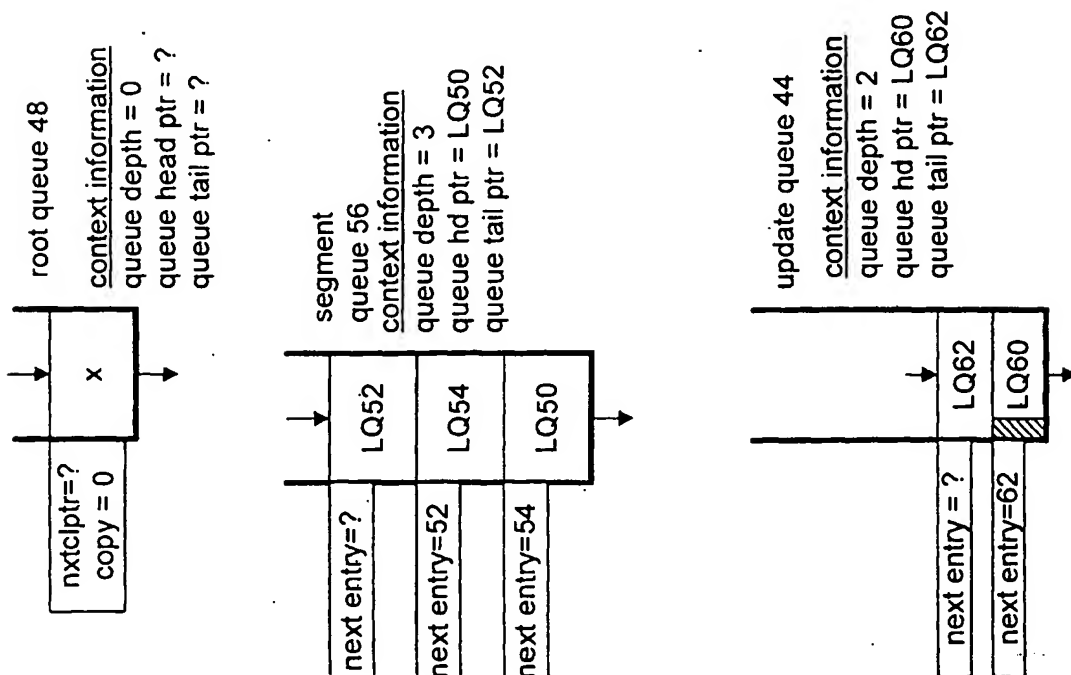 root queue 48
context information
queue depth = 0
queue head ptr = ?
queue tail ptr = ?
x
nxtclptr=?
copy = 0
segment
queue 56
context information
queue depth = 3
queue hd ptr = LQ50
queue tail ptr = LQ52
LQ52
LQ54
LQ50
next entry=?
next entry=52
next entry=54
update queue 44
context information
queue depth = 2
queue hd ptr = LQ60
queue tail ptr = LQ62
LQ62
LQ60
next entry = ?
next entry=62